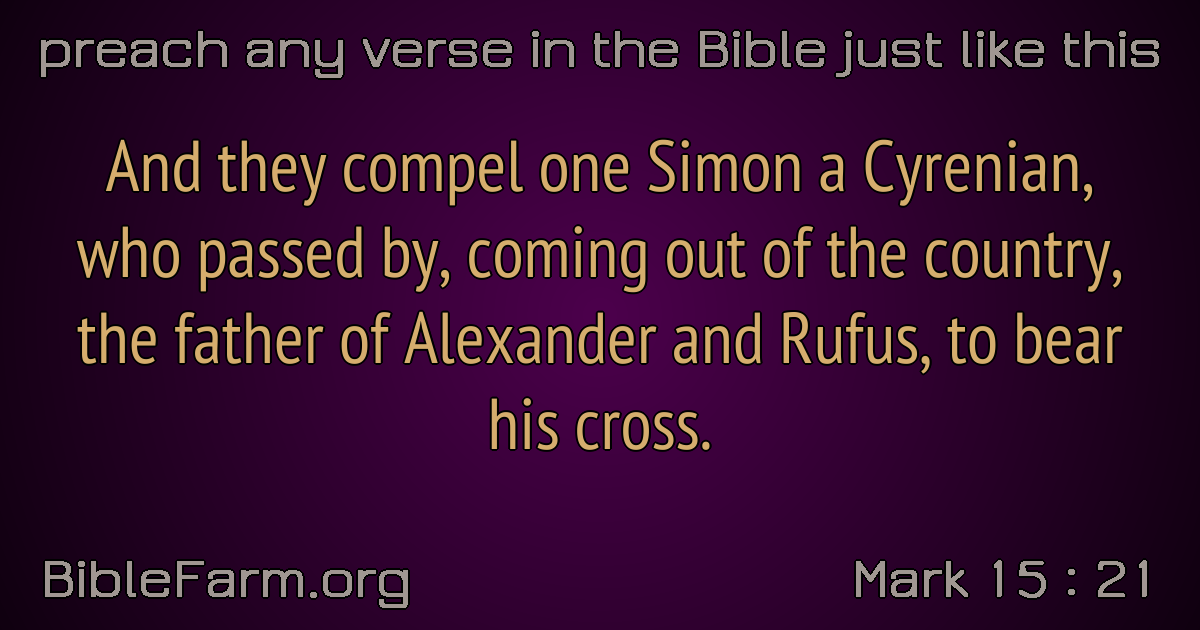 preach any verse in the Bible just like this
And they compel one Simon a Cyrenian,
who passed by, coming out of the country,
the father of Alexander and Rufus, to bear
his cross.
BibleFarm.org
Mark 15 : 21